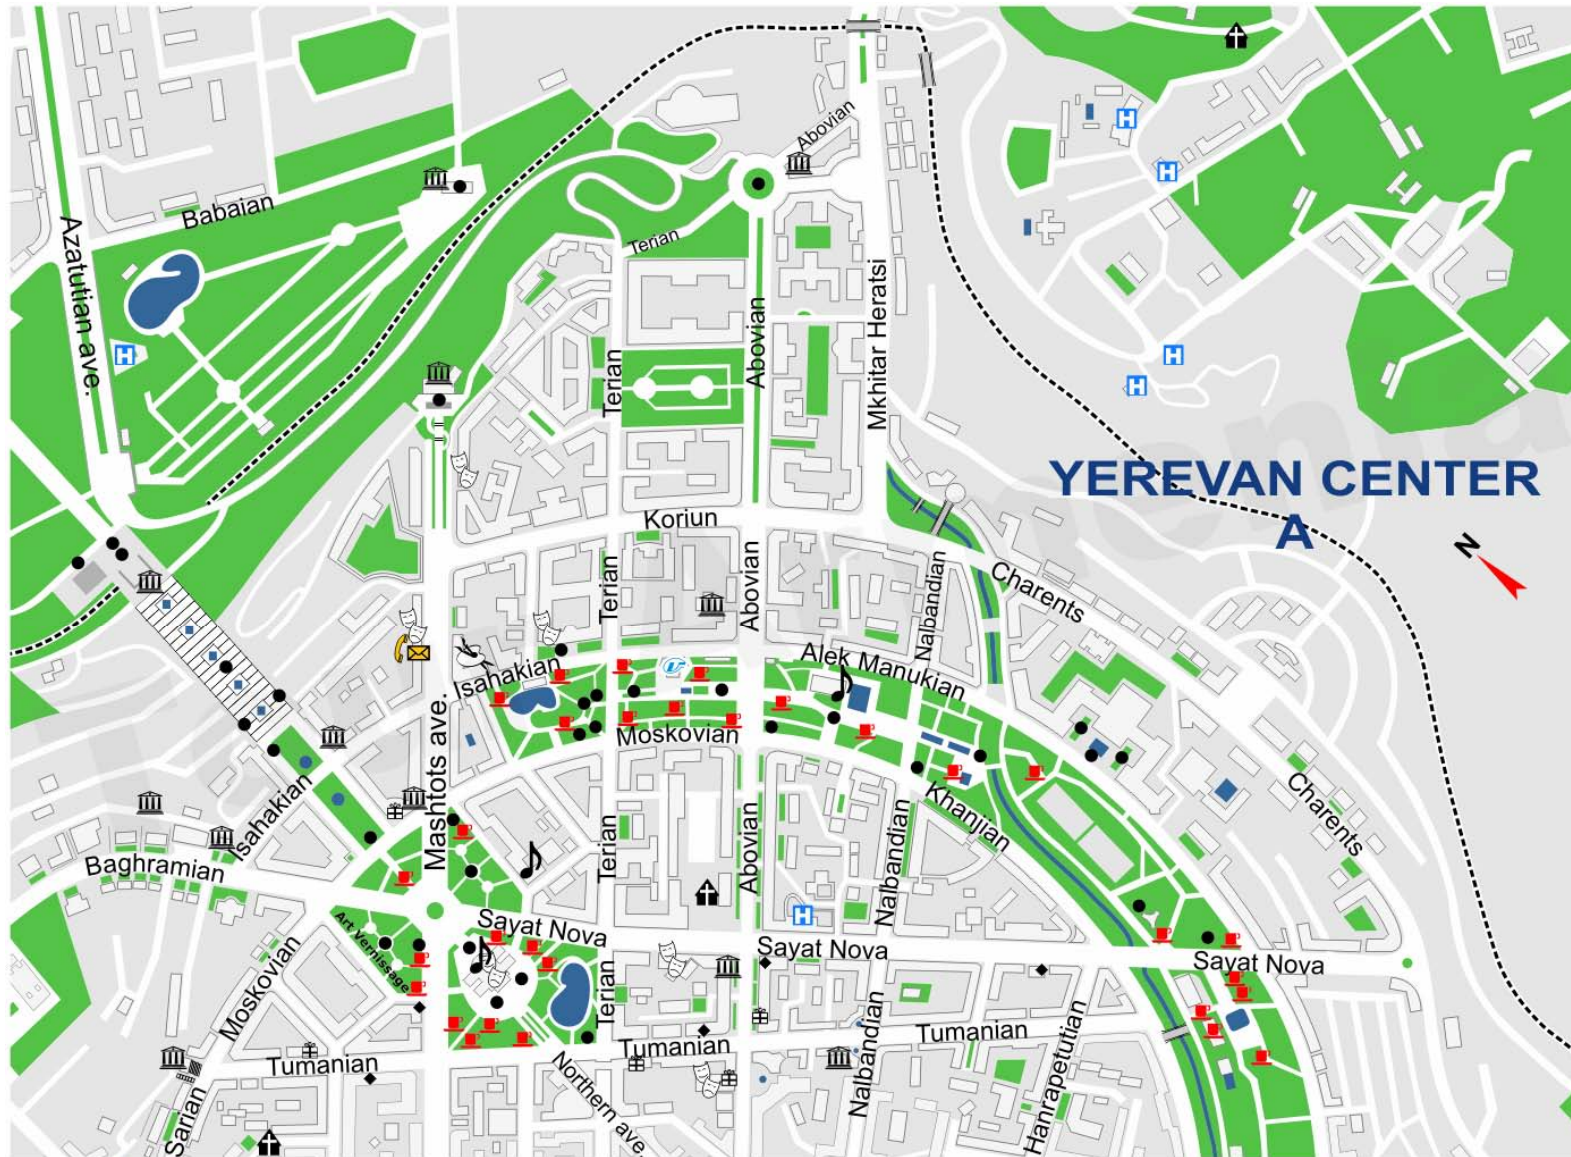 Abovian
Babaian
Terian
Azatutian ave.
Abovian
Mkhitar Heratsi
Terian
YEREVAN CENTER
A
N
Koriun
Abovian
Terian
Nalbandian
Charents
Alek Manukian
Isahakian
Mashtots ave.
Moskovian
Isahakian
Khanjian
Charents
Terian
Abovian
Nalbandian
Baghramian
Art Vernissage
Sayat Nova
Sayat Nova
Sayat Nova
Moskovian
Terian
Nalbandian
Tumanian
Tumanian
Tumanian
Hanrapetutian
Northern ave.
Sarian
H
H
H
H
H
H